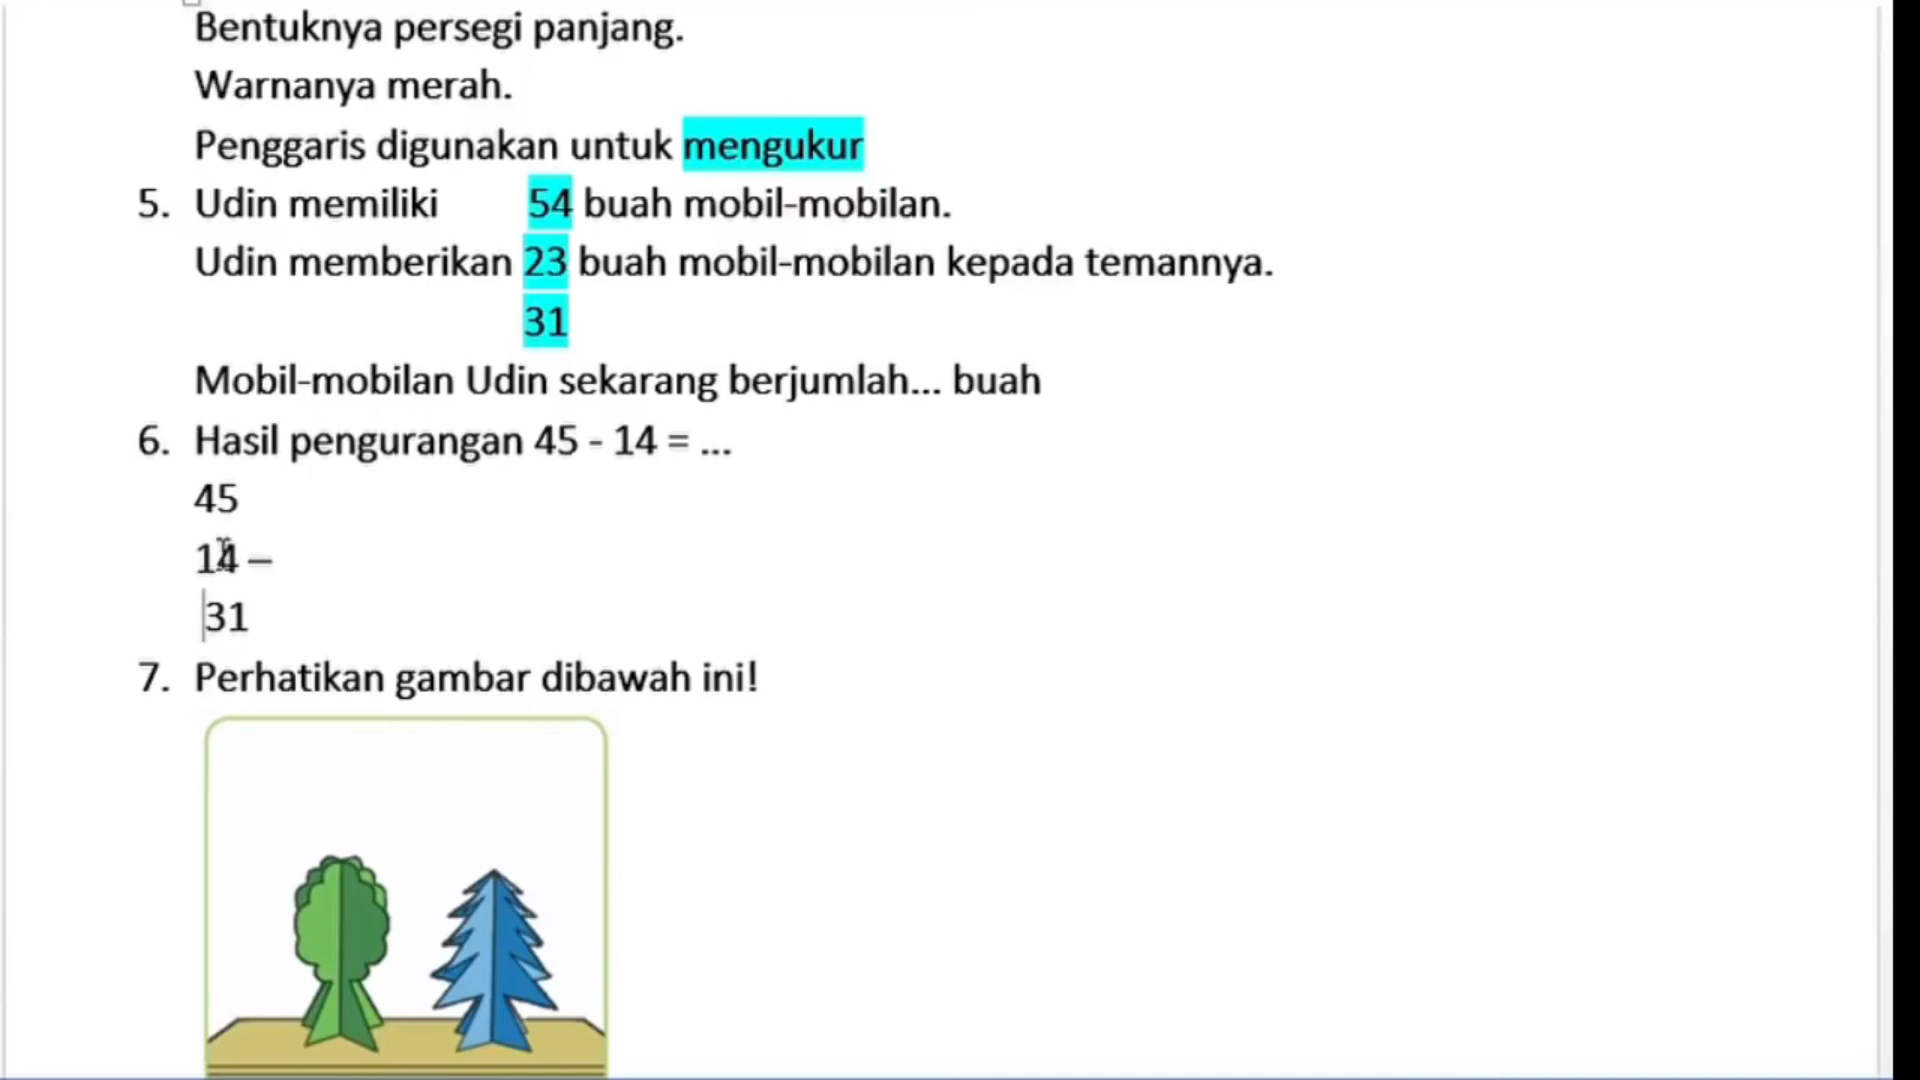 Bentuknya persegi panjang.
Warnanya merah.
Penggaris digunakan untuk mengukur
5. Udin memiliki 54 buah mobil-mobilan.
Udin memberikan 23 buah mobil-mobilan kepada temannya.
31
Mobil-mobilan Udin sekarang berjumlah... buah
6. Hasil pengurangan 45 - 14 = ...
45
14 –
31
7. Perhatikan gambar dibawah ini!